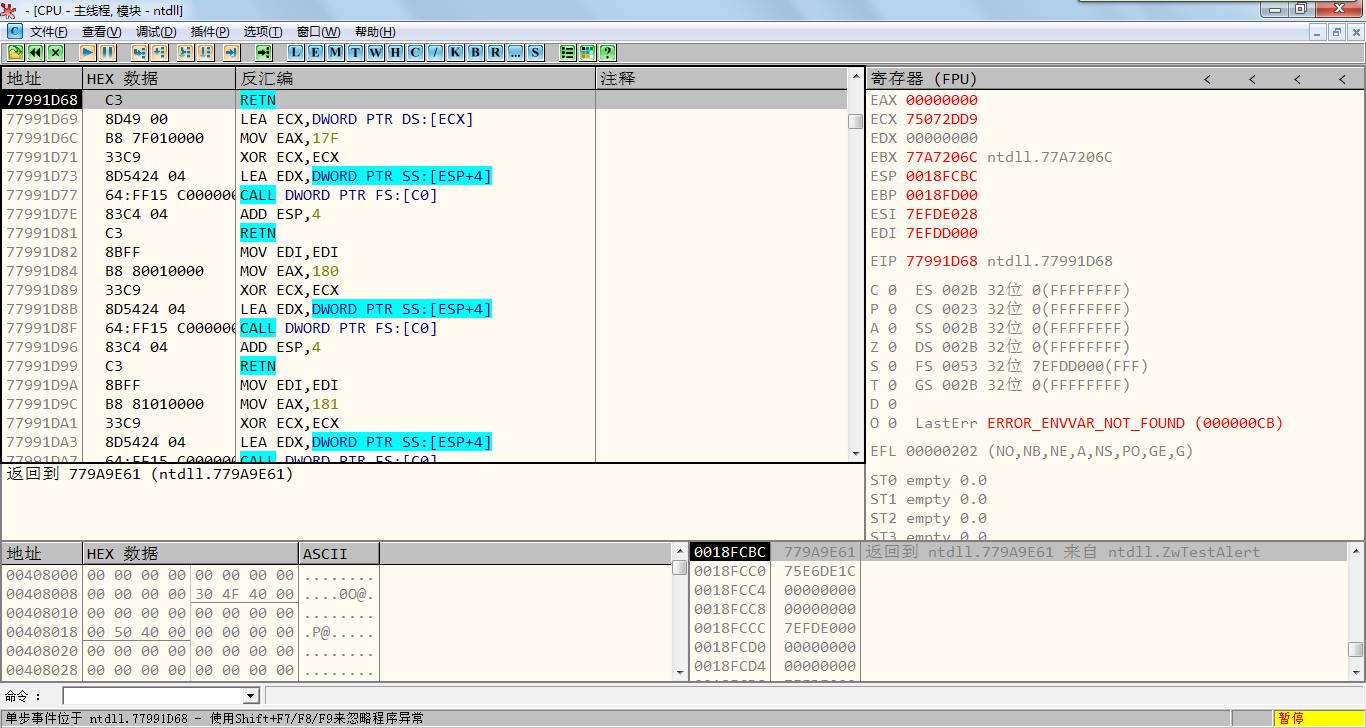 - [CPU - 主线程, 模块 - ntdll]
C 文件(F) 查看(V) 调试(D) 插件(P) 选项(T) 窗口(W) 帮助(H)
L E M T W H C / K B R ... S ?
地址 HEX 数据 反汇编 注释
77991D68 C3 RETN
77991D69 8D49 00 LEA ECX,DWORD PTR DS:[ECX]
77991D6C B8 7F010000 MOV EAX,17F
77991D71 33C9 XOR ECX,ECX
77991D73 8D5424 04 LEA EDX,DWORD PTR SS:[ESP+4]
77991D77 64:FF15 C000000 CALL DWORD PTR FS:[C0]
77991D7E 83C4 04 ADD ESP,4
77991D81 C3 RETN
77991D82 8BFF MOV EDI,EDI
77991D84 B8 80010000 MOV EAX,180
77991D89 33C9 XOR ECX,ECX
77991D8B 8D5424 04 LEA EDX,DWORD PTR SS:[ESP+4]
77991D8F 64:FF15 C000000 CALL DWORD PTR FS:[C0]
77991D96 83C4 04 ADD ESP,4
77991D99 C3 RETN
77991D9A 8BFF MOV EDI,EDI
77991D9C B8 81010000 MOV EAX,181
77991DA1 33C9 XOR ECX,ECX
77991DA3 8D5424 04 LEA EDX,DWORD PTR SS:[ESP+4]
77991DA7 64:FF15 C000000 CALL DWORD PTR FS:[C0]
返回到 779A9E61 (ntdll.779A9E61)
寄存器 (FPU) < < < <
EAX 00000000
ECX 75072DD9
EDX 00000000
EBX 77A7206C ntdll.77A7206C
ESP 0018FCBC
EBP 0018FD00
ESI 7EFDE028
EDI 7EFDD000
EIP 77991D68 ntdll.77991D68
C 0 ES 002B 32位 0(FFFFFFFF)
P 0 CS 0023 32位 0(FFFFFFFF)
A 0 SS 002B 32位 0(FFFFFFFF)
Z 0 DS 002B 32位 0(FFFFFFFF)
S 0 FS 0053 32位 7EFDD000(FFF)
T 0 GS 002B 32位 0(FFFFFFFF)
D 0
O 0 LastErr ERROR_ENVVAR_NOT_FOUND (000000CB)
EFL 00000202 (NO,NB,NE,A,NS,PO,GE,G)
ST0 empty 0.0
ST1 empty 0.0
ST2 empty 0.0
ST3 empty 0.0
地址 HEX 数据 ASCII
00408000 00 00 00 00 00 00 00 00 ........
00408008 00 00 00 00 30 4F 40 00 ....0O@.
00408010 00 00 00 00 00 00 00 00 ........
00408018 00 50 40 00 00 00 00 00 .P@.....
00408020 00 00 00 00 00 00 00 00 ........
00408028 00 00 00 00 00 00 00 00 ........
0018FCBC 779A9E61 返回到 ntdll.779A9E61 来自 ntdll.ZwTestAlert
0018FCC0 75E6DE1C
0018FCC4 00000000
0018FCC8 00000000
0018FCCC 7EFDE000
0018FCD0 00000000
0018FCD4 00000000
命令 :
单步事件位于 ntdll.77991D68 - 使用Shift+F7/F8/F9来忽略程序异常
暂停